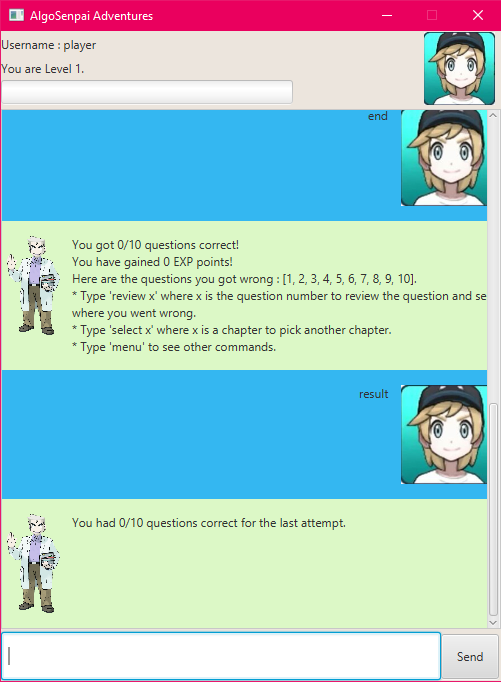 AlgoSenpai Adventures
Username : player
You are Level 1.
end
You got 0/10 questions correct!
You have gained 0 EXP points!
Here are the questions you got wrong : [1, 2, 3, 4, 5, 6, 7, 8, 9, 10].
* Type 'review x' where x is the question number to review the question and se
where you went wrong.
* Type 'select x' where x is a chapter to pick another chapter.
* Type 'menu' to see other commands.
result
You had 0/10 questions correct for the last attempt.
Send